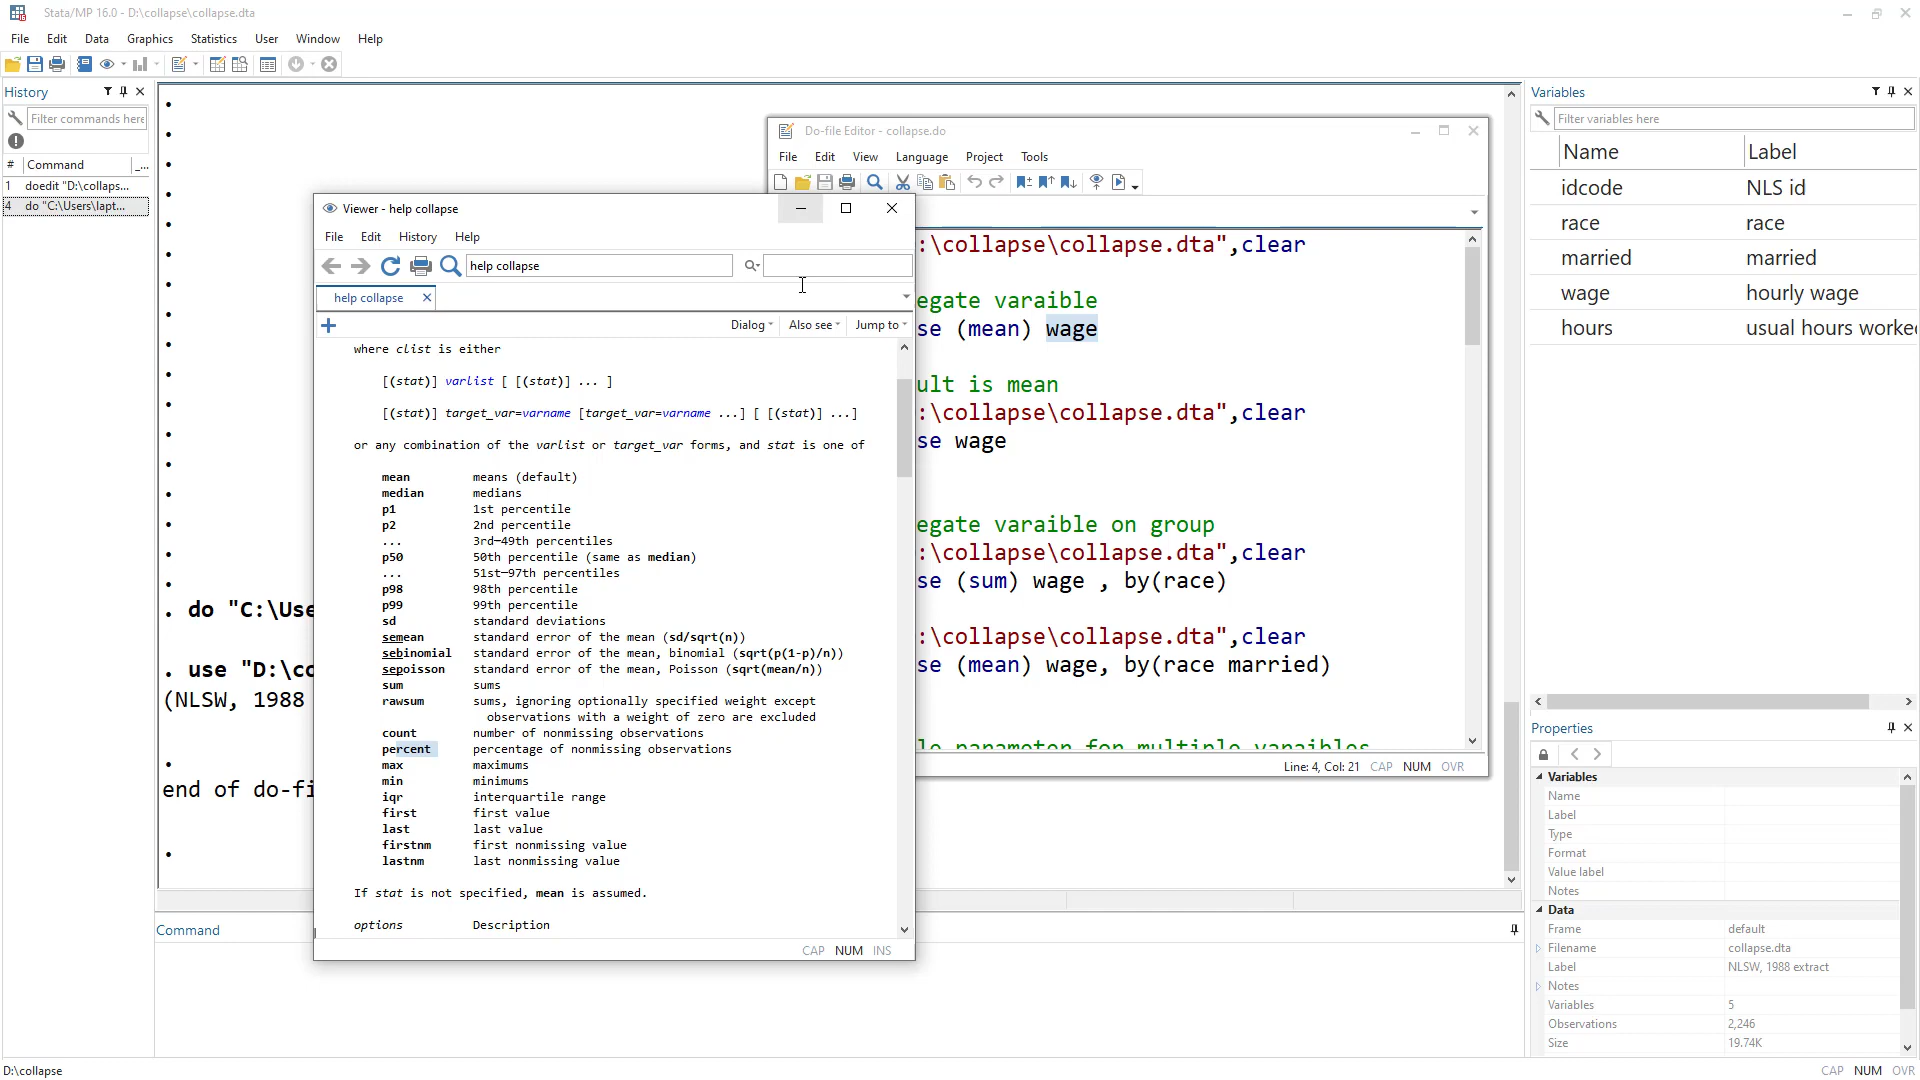 Stata/MP 16.0 - D:\collapse\collapse.dta
File Edit Data Graphics Statistics User Window Help
History
Filter commands here
# Command _...
1 doedit "D:\collaps...
4 do "C:\Users\lapt...
. do "C:\Use
. use "D:\co
(NLSW, 1988
.
end of do-fi
.
Command
Do-file Editor - collapse.do
File Edit View Language Project Tools
:\collapse\collapse.dta",clear
egate varaible
se (mean) wage
ult is mean
:\collapse\collapse.dta",clear
se wage
egate varaible on group
:\collapse\collapse.dta",clear
se (sum) wage , by(race)
:\collapse\collapse.dta",clear
se (mean) wage, by(race married)
le parameter for multiple varaibles
Line: 4, Col: 21 CAP NUM OVR
Viewer - help collapse
File Edit History Help
help collapse
help collapse
Dialog Also see Jump to
where clist is either
[(stat)] varlist [ [(stat)] ... ]
[(stat)] target_var=varname [target_var=varname ...] [ [(stat)] ...]
or any combination of the varlist or target_var forms, and stat is one of
mean means (default)
median medians
p1 1st percentile
p2 2nd percentile
... 3rd–49th percentiles
p50 50th percentile (same as median)
... 51st–97th percentiles
p98 98th percentile
p99 99th percentile
sd standard deviations
semean standard error of the mean (sd/sqrt(n))
sebinomial standard error of the mean, binomial (sqrt(p(1-p)/n))
sepoisson standard error of the mean, Poisson (sqrt(mean/n))
sum sums
rawsum sums, ignoring optionally specified weight except
observations with a weight of zero are excluded
count number of nonmissing observations
percent percentage of nonmissing observations
max maximums
min minimums
iqr interquartile range
first first value
last last value
firstnm first nonmissing value
lastnm last nonmissing value
If stat is not specified, mean is assumed.
options Description
CAP NUM INS
Variables
Filter variables here
Name Label
idcode NLS id
race race
married married
wage hourly wage
hours usual hours worke
Properties
Variables
Name
Label
Type
Format
Value label
Notes
Data
Frame default
Filename collapse.dta
Label NLSW, 1988 extract
Notes
Variables 5
Observations 2,246
Size 19.74K
D:\collapse
CAP NUM OVR